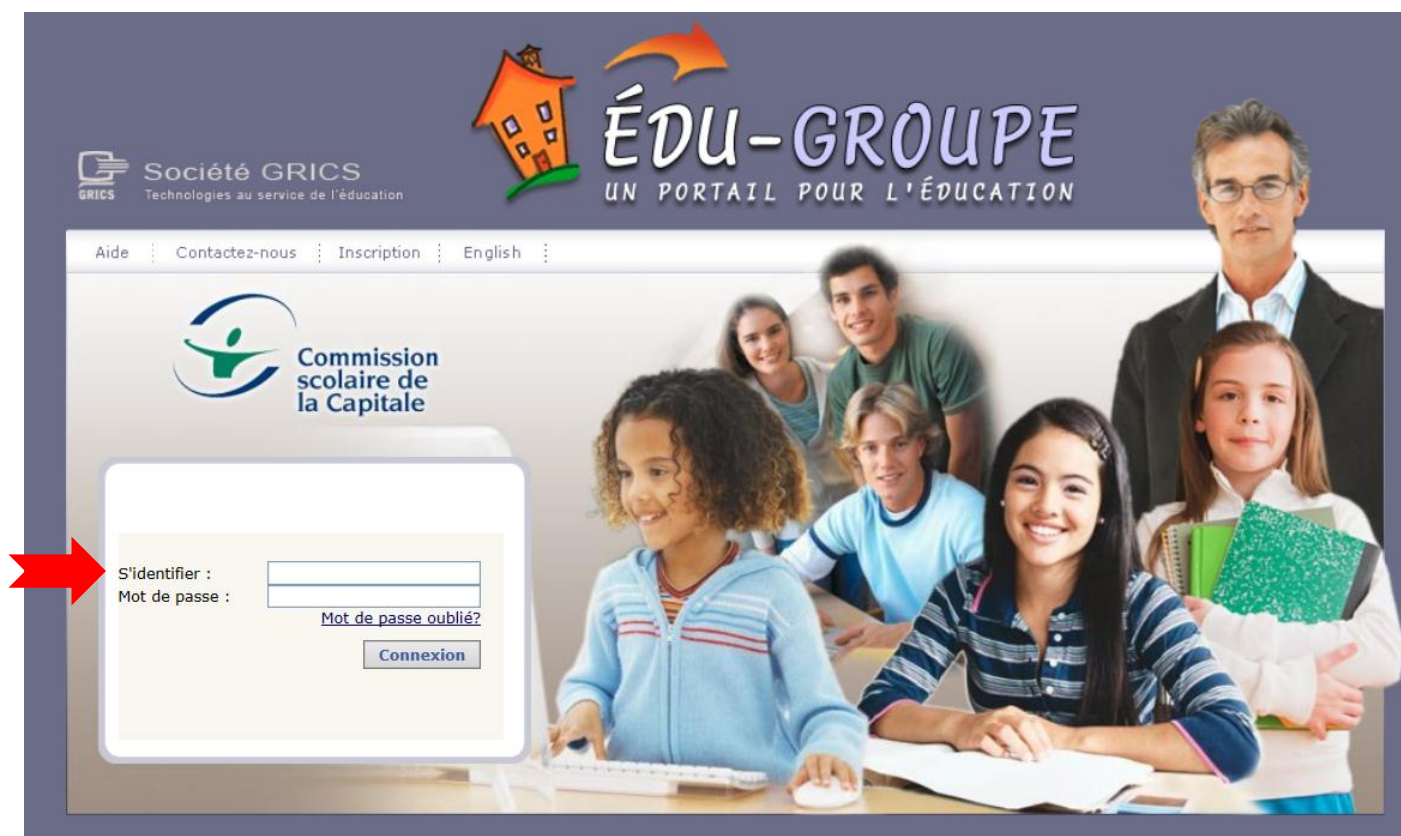 ÉDU-GROUPE
UN PORTAIL POUR L'ÉDUCATION
GRICS
Société GRICS
Technologies au service de l'éducation
Aide
Contactez-nous
Inscription
English
Commission
scolaire de
la Capitale
S'identifier :
Mot de passe :
Mot de passe oublié?
Connexion